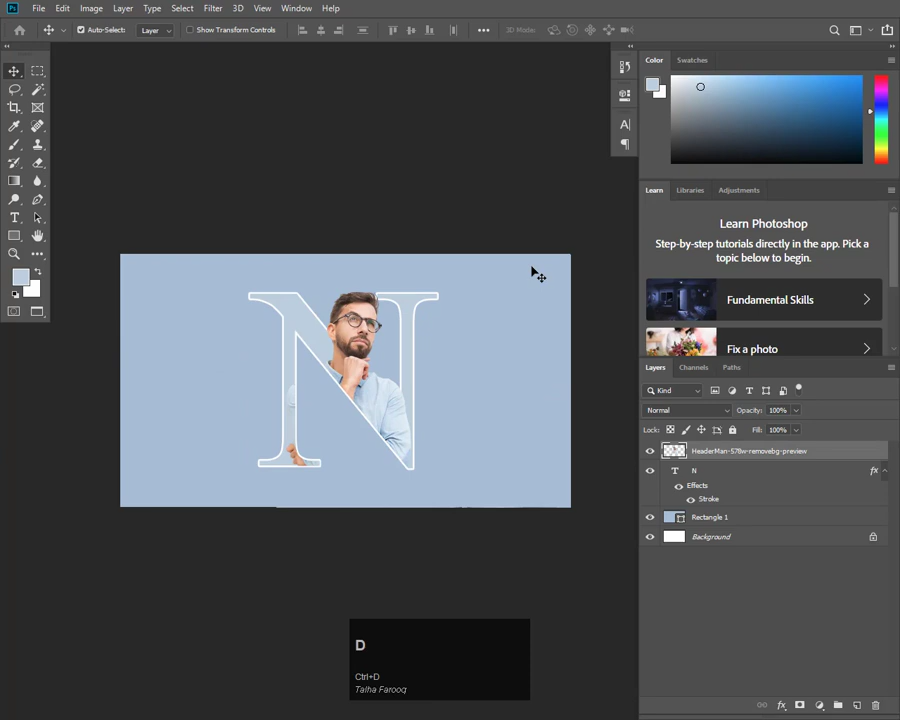 Ps File Edit Image Layer Type Select Filter 3D View Window Help
Auto-Select: Layer Show Transform Controls 3D Mode:
Color Swatches
Learn Libraries Adjustments
Learn Photoshop
Step-by-step tutorials directly in the app. Pick a
topic below to begin.
Fundamental Skills
Fix a photo
Layers Channels Paths
Kind
Normal Opacity: 100%
Lock: Fill: 100%
HeaderMan-578w-removebg-preview
T N fx
Effects
Stroke
Rectangle 1
Background
N
D
Ctrl+D
Talha Farooq